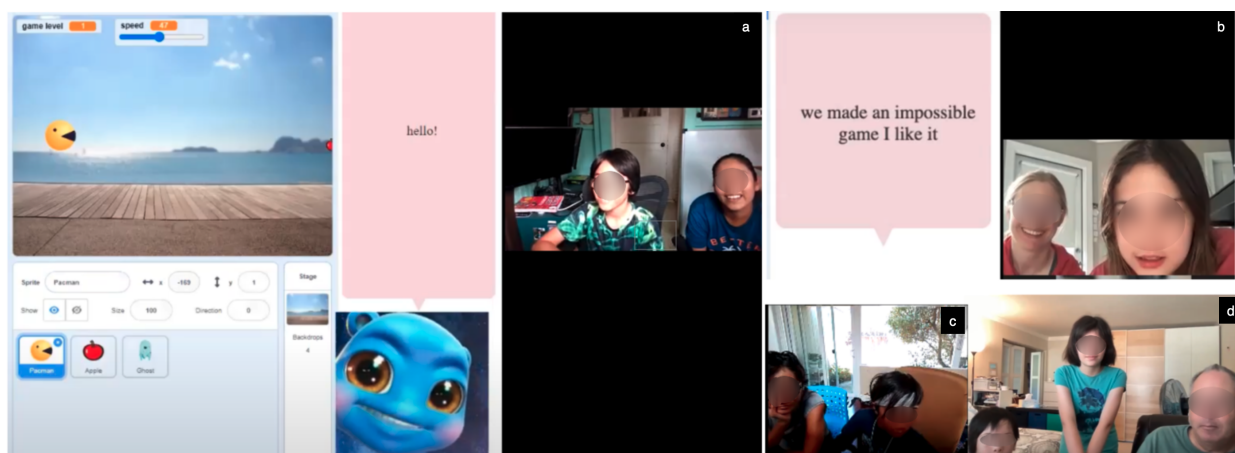 game level 1 speed 47
hello!
a
we made an impossible
game I like it
b
Sprite Pacman x -159 y 1
Show Size 100 Direction 0
Pacman Apple Ghost
Stage
Backdrops
4
c
d